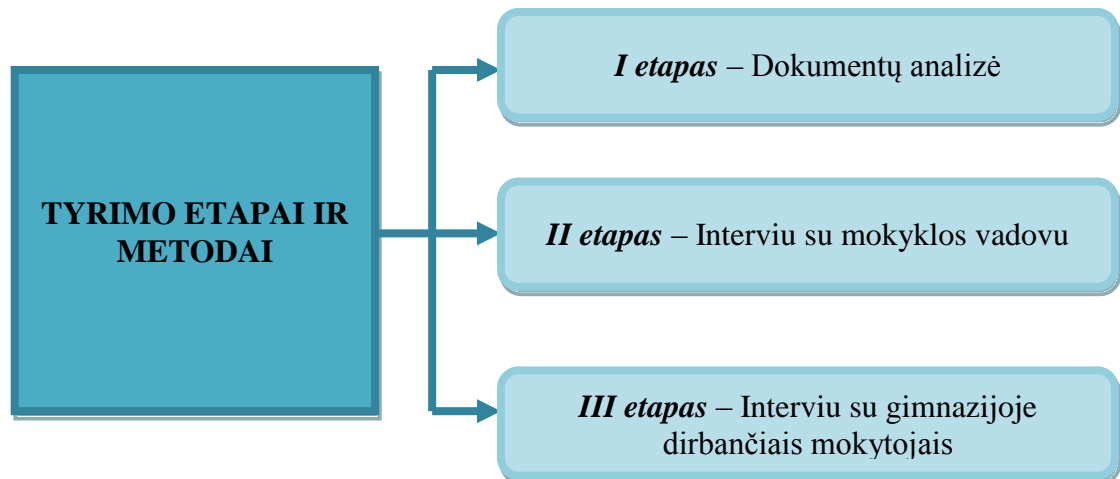 TYRIMO ETAPAI IR
METODAI
I etapas – Dokumentų analizė
II etapas – Interviu su mokyklos vadovu
III etapas – Interviu su gimnazijoje
dirbančiais mokytojais